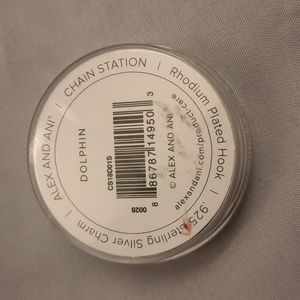 ALEX AND ANI® | CHAIN STATION | Rhodium Plated Hook | .925 Sterling Silver Charm |
DOLPHIN
CS18D01S
8 86787 14950 3
0026
© ALEX AND ANI
alexandani.com/product-care